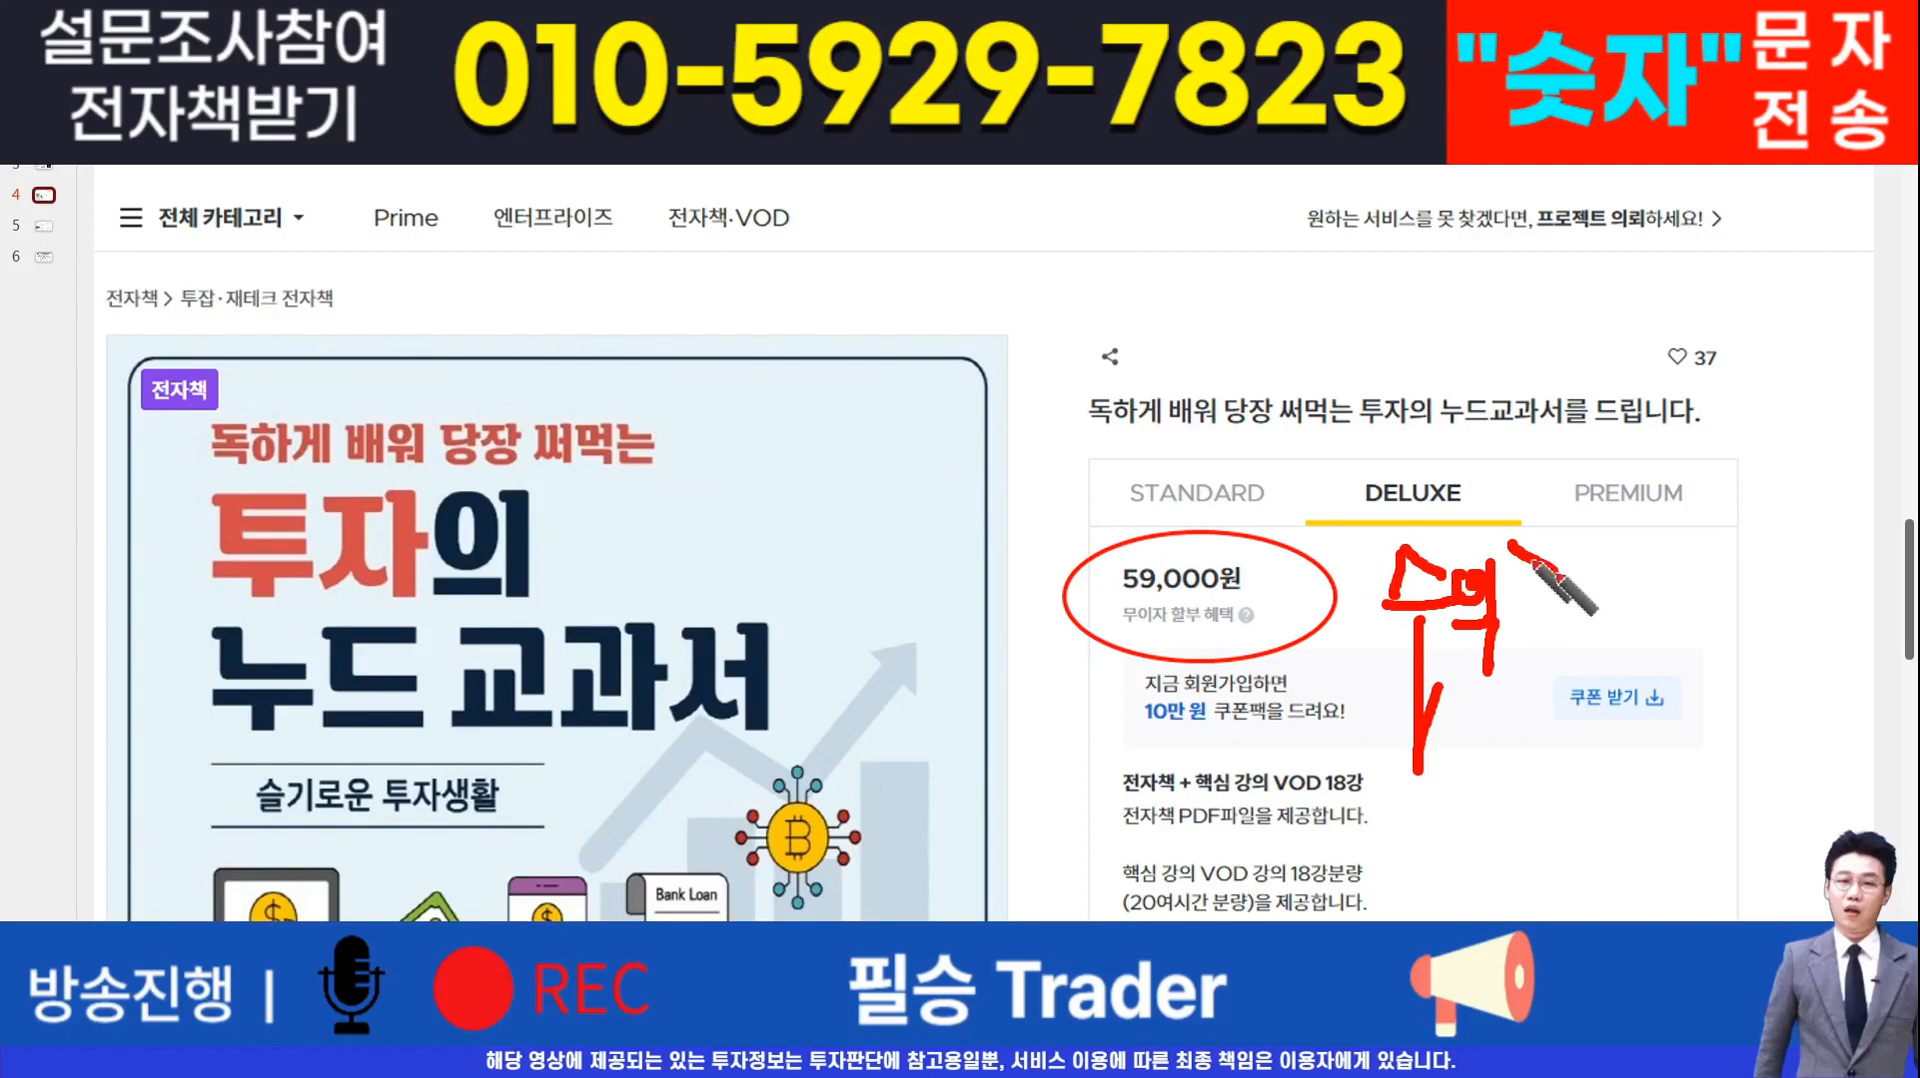 설문조사참여
전자책받기
010-5929-7823
"숫자"
문자
전송
4
5
6
전체 카테고리
Prime
엔터프라이즈
전자책·VOD
원하는 서비스를 못 찾겠다면, 프로젝트 의뢰하세요!
전자책 > 투잡·재테크 전자책
전자책
독하게 배워 당장 써먹는
투자의
누드 교과서
슬기로운 투자생활
Bank Loan
37
독하게 배워 당장 써먹는 투자의 누드교과서를 드립니다.
STANDARD
DELUXE
PREMIUM
59,000원
무이자 할부 혜택
지금 회원가입하면
10만 원 쿠폰팩을 드려요!
쿠폰 받기
전자책 + 핵심 강의 VOD 18강
전자책 PDF파일을 제공합니다.
핵심 강의 VOD 강의 18강분량
(20여시간 분량)을 제공합니다.
방송진행 |
REC
필승 Trader
해당 영상에 제공되는 있는 투자정보는 투자판단에 참고용일뿐, 서비스 이용에 따른 최종 책임은 이용자에게 있습니다.